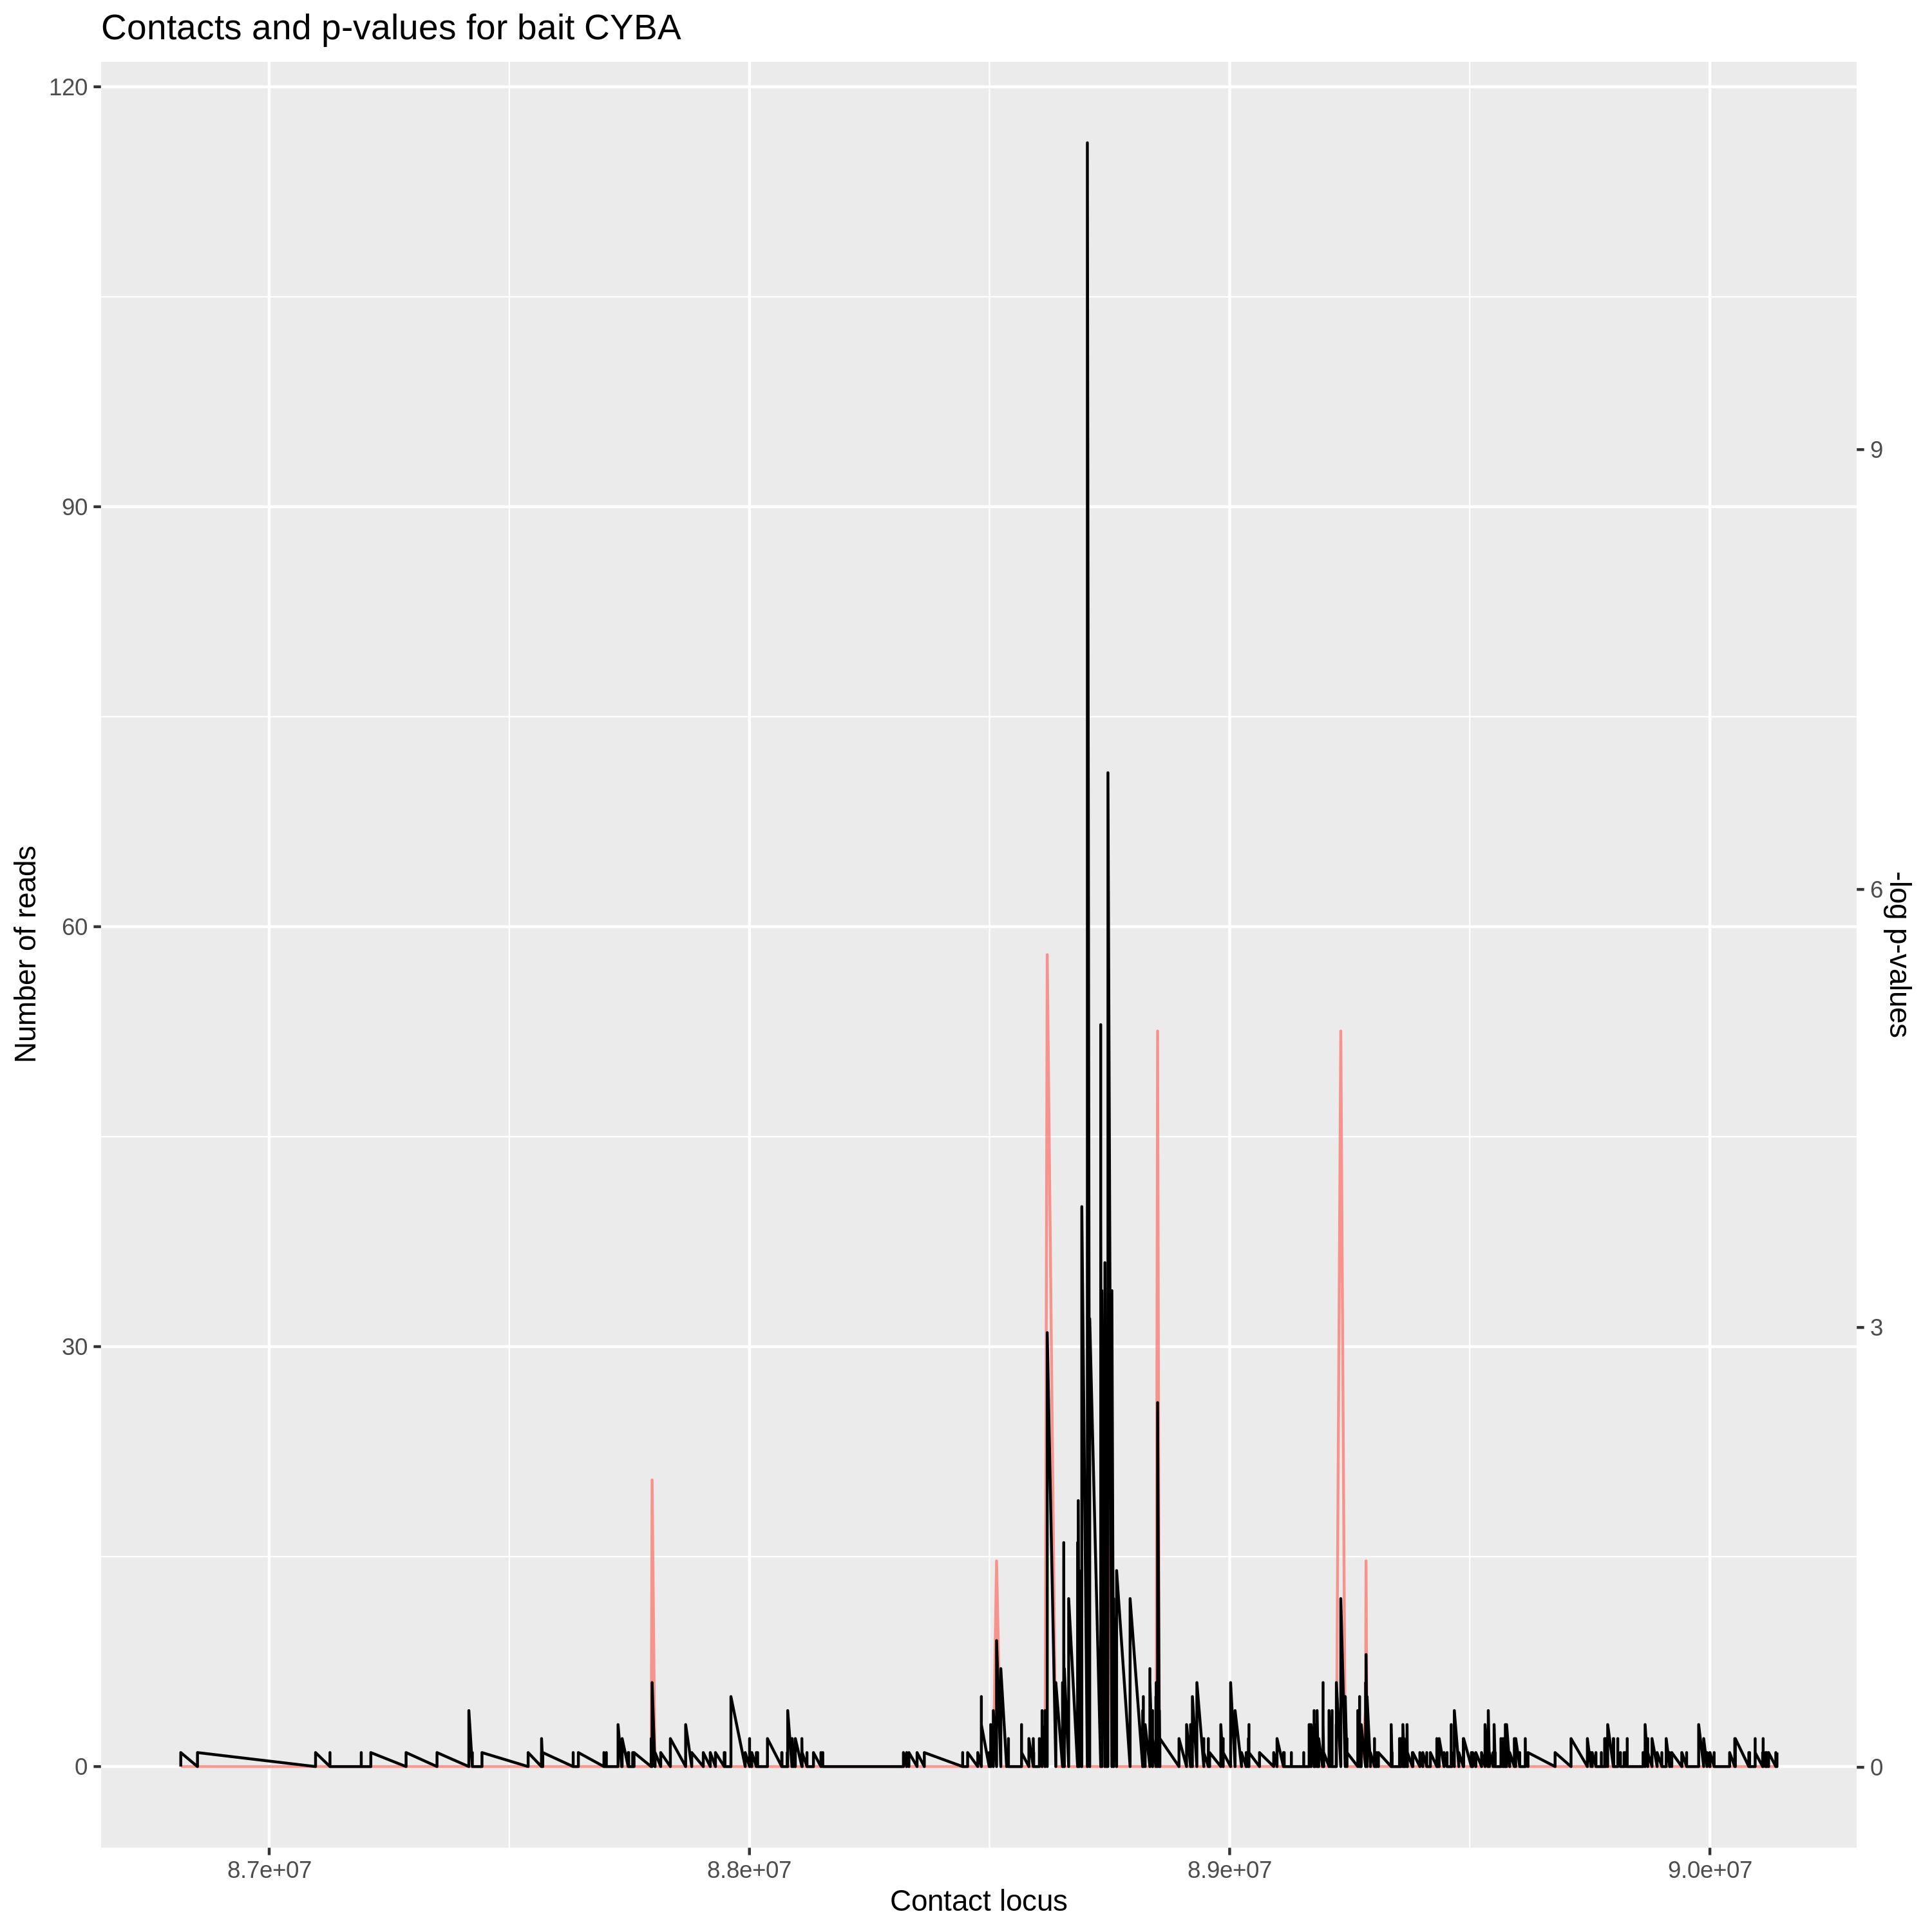 Contacts and p-values for bait CYBA
120
90
60
30
0
9
6
3
0
Number of reads
-log p-values
8.7e+07
8.8e+07
8.9e+07
9.0e+07
Contact locus